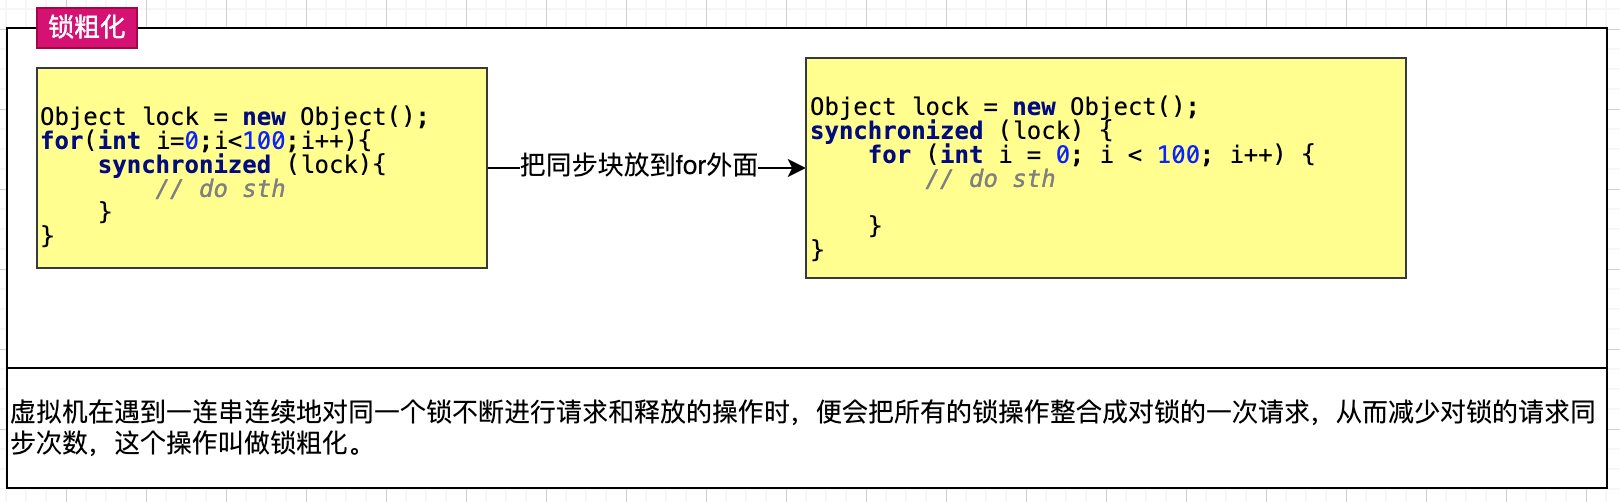 锁粗化
Object lock = new Object();
for(int i=0;i<100;i++){
    synchronized (lock){
        // do sth
    }
}
把同步块放到for外面
Object lock = new Object();
synchronized (lock) {
    for (int i = 0; i < 100; i++) {
        // do sth
    }
}
虚拟机在遇到一连串连续地对同一个锁不断进行请求和释放的操作时，便会把所有的锁操作整合成对锁的一次请求，从而减少对锁的请求同
步次数，这个操作叫做锁粗化。